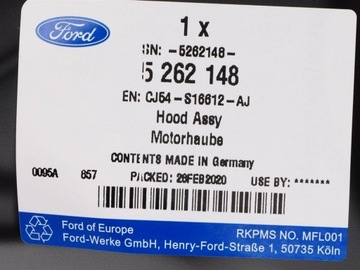 Ford
1 x
SN: -5262148-
5 262 148
EN: CJ54-S16612-AJ
Hood Assy
Motorhaube
CONTENTS MADE IN Germany
0095A 857 PACKED: 26FEB2020 USE BY: *******
Ford of Europe RKPMS NO. MFL001
Ford-Werke GmbH, Henry-Ford-Straße 1, 50735 Köln